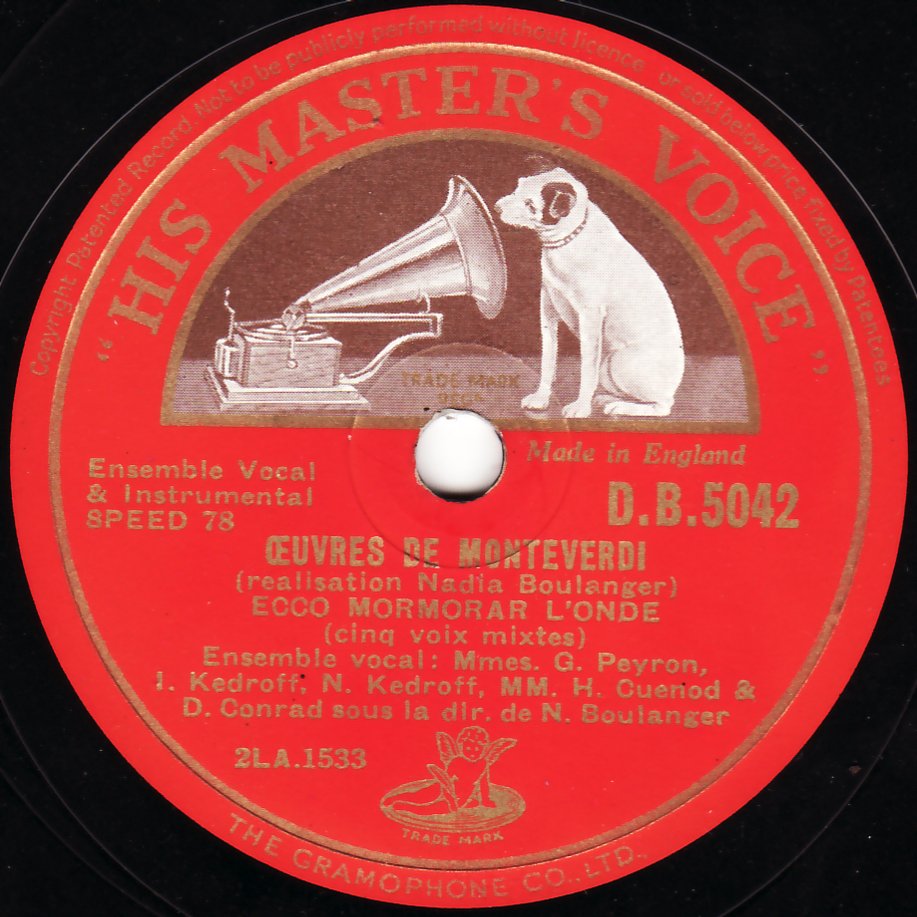 Copyright Patented Record. Not to be publicly performed without licence or sold below price fixed by Patentees
"HIS MASTER'S VOICE"
TRADE MARK
Made in England
Ensemble Vocal
& Instrumental
SPEED 78
D.B.5042
ŒUVRES DE MONTEVERDI
(realisation Nadia Boulanger)
ECCO MORMORAR L'ONDE
(cinq voix mixtes)
Ensemble vocal: Mmes. G. Peyron,
I. Kedroff, N. Kedroff, MM. H. Cuenod &
D. Conrad sous la dir. de N. Boulanger
2LA.1533
TRADE MARK
THE GRAMOPHONE CO., LTD.